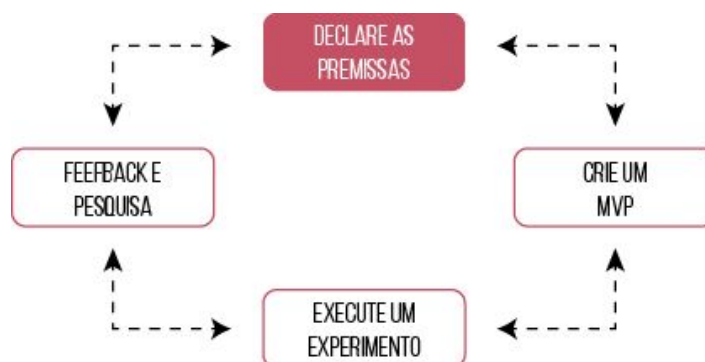 DECLARE AS
PREMISSAS
FEEFBACK E
PESQUISA
CRIE UM
MVP
EXECUTE UM
EXPERIMENTO